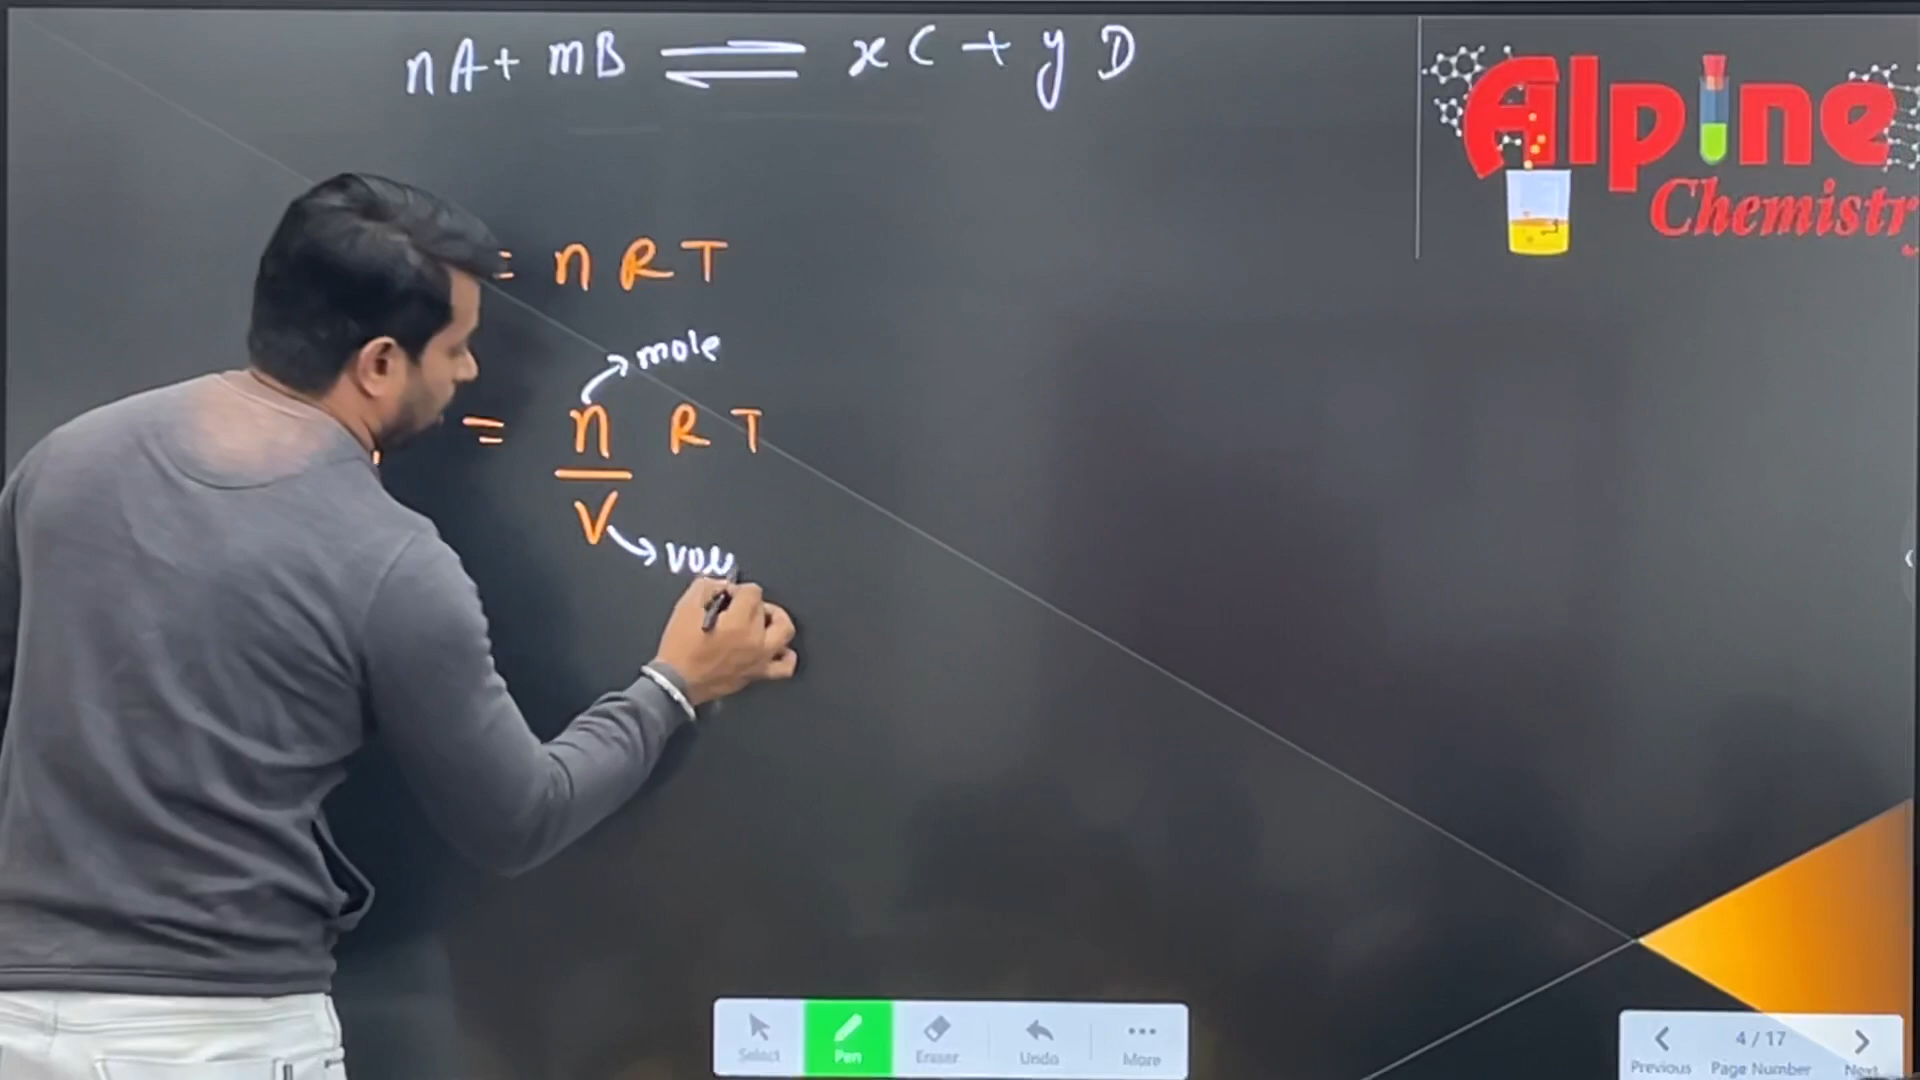 nA + mB ⇌ xC + yD
Alpine
Chemistry
= nRT
mole
= n RT
V
Select
Pen
Eraser
Undo
More
4 / 17
Previous
Page Number
Next